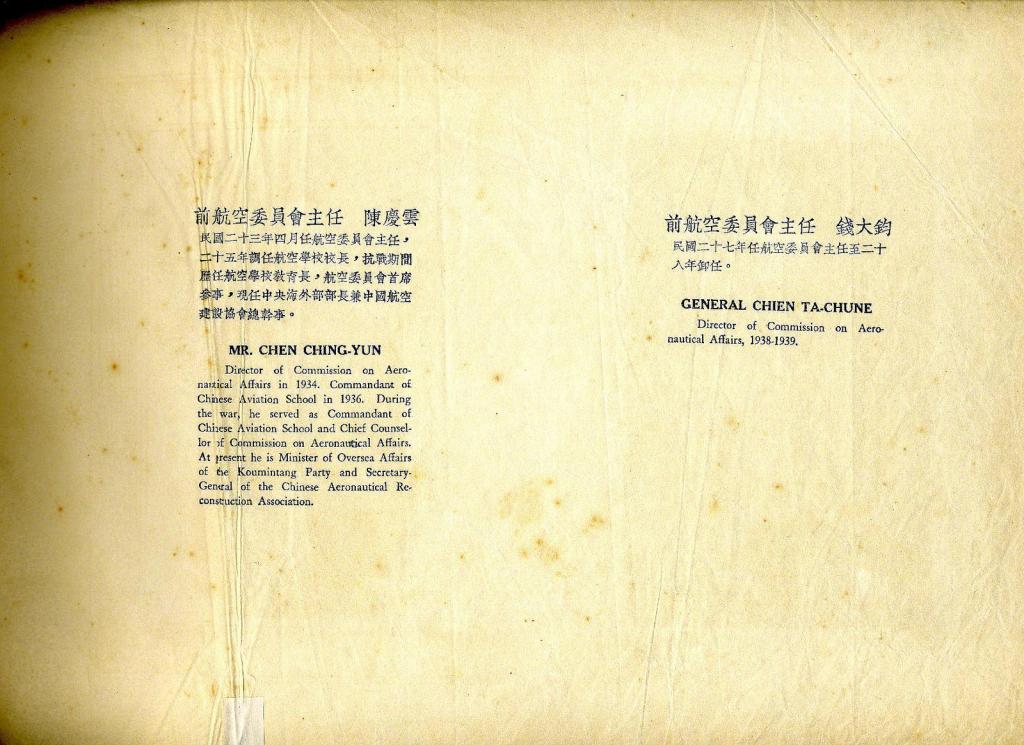 前航空委員會主任　陳慶雲
民國二十三年四月任航空委員會主任，
二十五年調任航空學校校長，抗戰期間
歷任航空學校敎育長，航空委員會首席
參事，現任中央海外部部長兼中國航空
建設協會總幹事。
MR. CHEN CHING-YUN
Director of Commission on Aero-
nautical Affairs in 1934. Commandant of
Chinese Aviation School in 1936. During
the war, he served as Commandant of
Chinese Aviation School and Chief Counsel-
lor of Commission on Aeronautical Affairs.
At present he is Minister of Oversea Affairs
of the Koumintang Party and Secretary-
General of the Chinese Aeronautical Re-
construction Association.
前航空委員會主任　錢大鈞
民國二十七年任航空委員會主任至二十
八年卸任。
GENERAL CHIEN TA-CHUNE
Director of Commission on Aero-
nautical Affairs, 1938-1939.